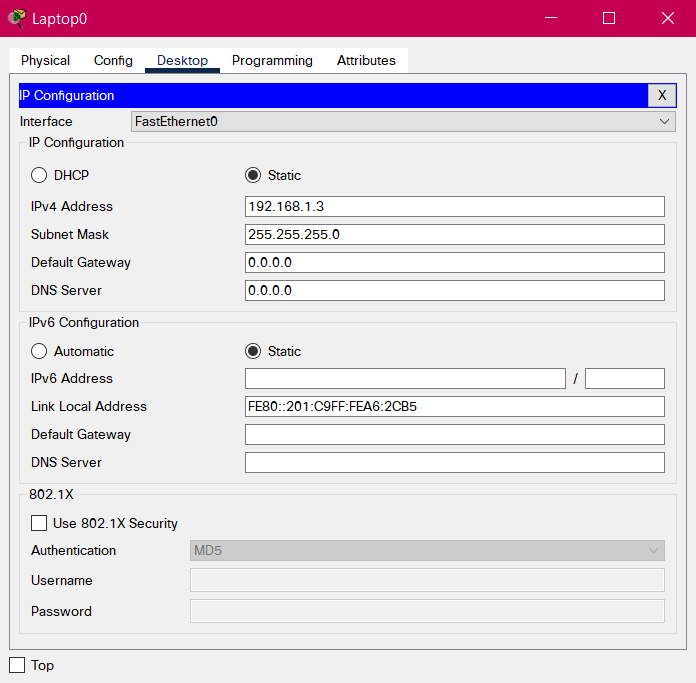 Laptop0
Physical Config Desktop Programming Attributes
IP Configuration X
Interface FastEthernet0
IP Configuration
DHCP Static
IPv4 Address 192.168.1.3
Subnet Mask 255.255.255.0
Default Gateway 0.0.0.0
DNS Server 0.0.0.0
IPv6 Configuration
Automatic Static
IPv6 Address /
Link Local Address FE80::201:C9FF:FEA6:2CB5
Default Gateway
DNS Server
802.1X
Use 802.1X Security
Authentication MD5
Username
Password
Top